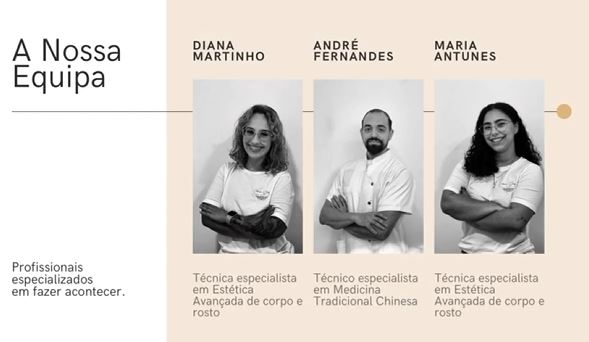 A Nossa
Equipa
Profissionais
especializados
em fazer acontecer.
DIANA
MARTINHO
Técnica especialista
em Estética
Avançada de corpo e
rosto
ANDRÉ
FERNANDES
Técnico especialista
em Medicina
Tradicional Chinesa
MARIA
ANTUNES
Técnica especialista
em Estética
Avançada de corpo e
rosto